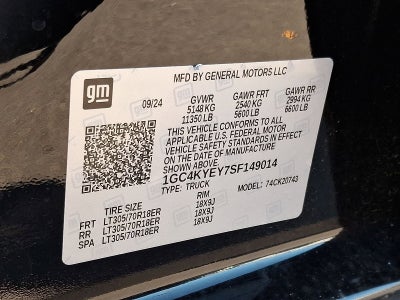 gm
MFD BY GENERAL MOTORS LLC
09/24 GVWR GAWR FRT GAWR RR
5148 KG 2540 KG 2994 KG
11350 LB 5600 LB 6600 LB
THIS VEHICLE CONFORMS TO ALL
APPLICABLE U.S. FEDERAL MOTOR
VEHICLE SAFETY STANDARDS IN EFFECT
ON THE DATE OF MANUFACTURE
SHOWN ABOVE.
1GC4KYEY7SF149014
TYPE: TRUCK MODEL: 74CK20743
TIRE SIZE RIM
FRT LT305/70R18ER 18X9J
RR LT305/70R18ER 18X9J
SPA LT305/70R18ER 18X9J